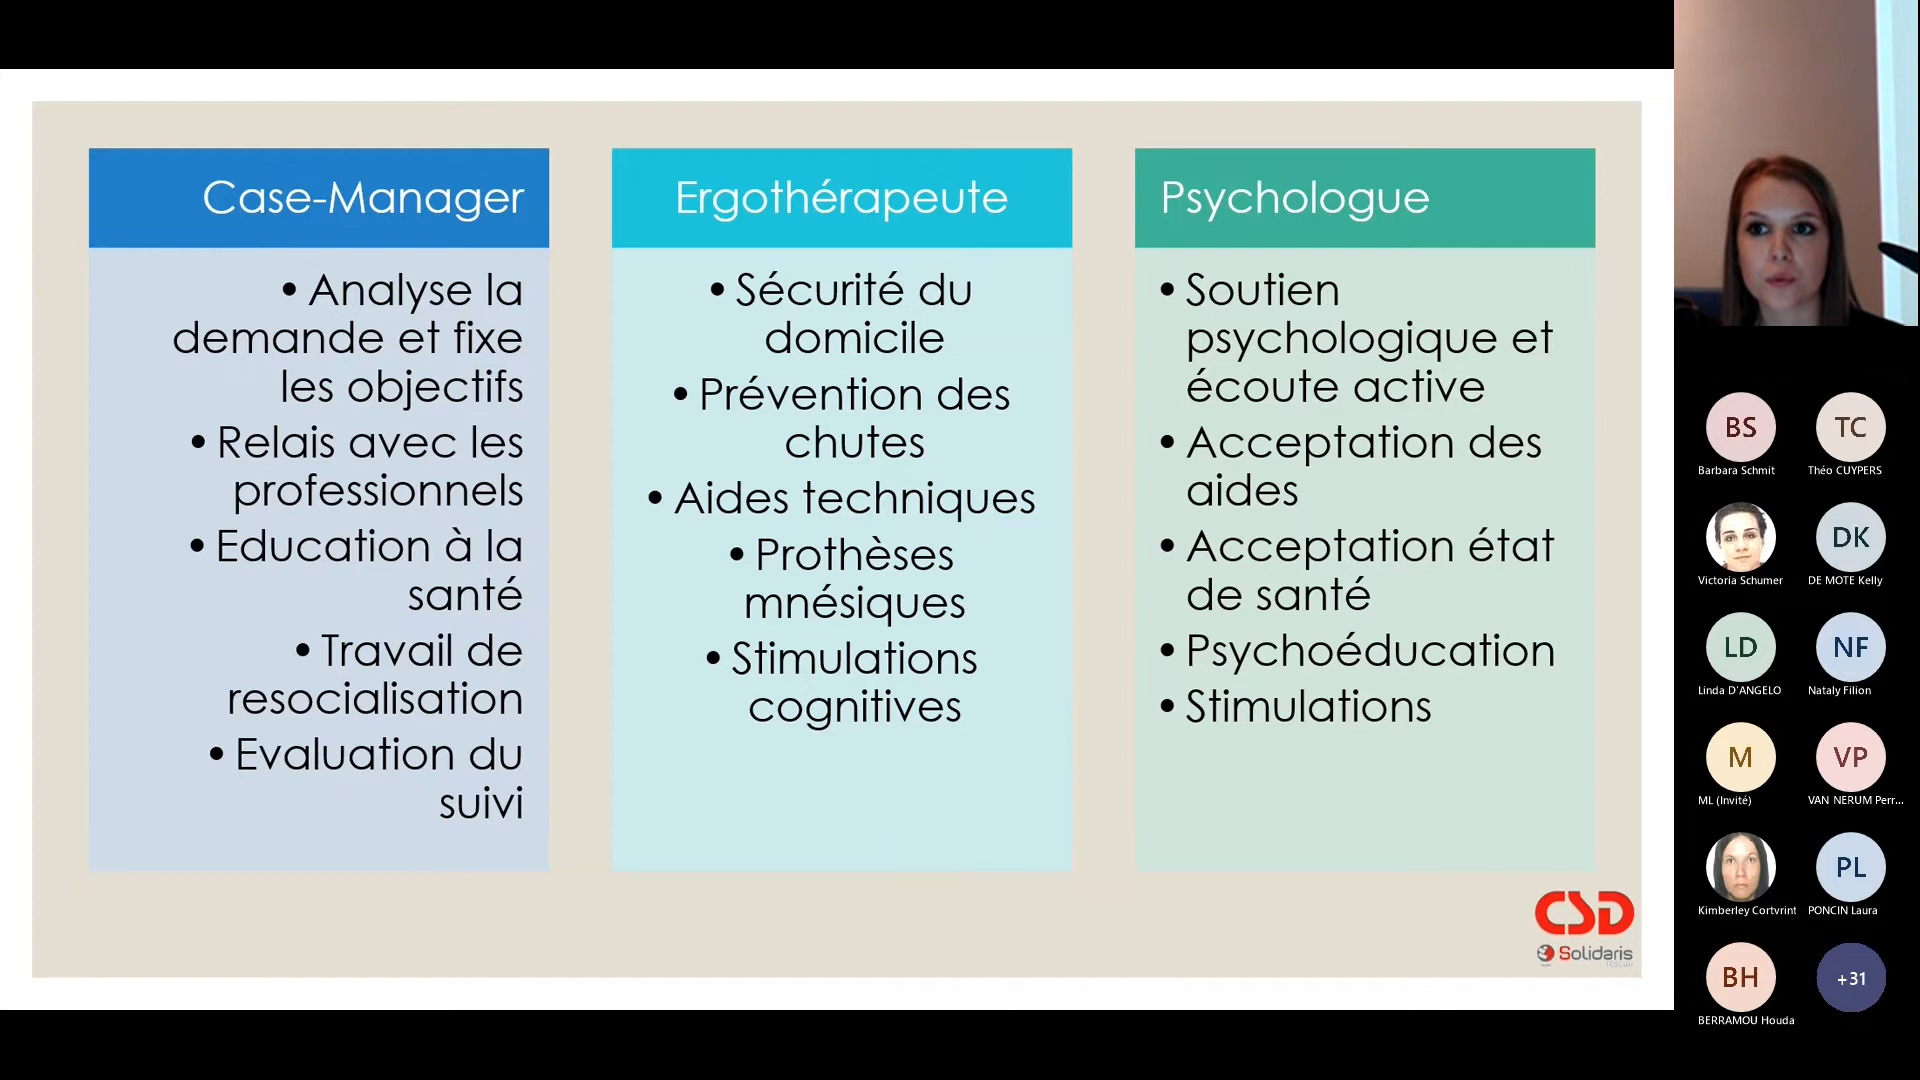 Case-Manager
• Analyse la
demande et fixe
les objectifs
• Relais avec les
professionnels
• Education à la
santé
• Travail de
resocialisation
• Evaluation du
suivi
Ergothérapeute
• Sécurité du
domicile
• Prévention des
chutes
• Aides techniques
• Prothèses
mnésiques
• Stimulations
cognitives
Psychologue
• Soutien
psychologique et
écoute active
• Acceptation des
aides
• Acceptation état
de santé
• Psychoéducation
• Stimulations
CSD
Solidaris
BS
Barbara Schmit
TC
Théo CUYPERS
Victoria Schumer
DK
DE MOTE Kelly
LD
Linda D'ANGELO
NF
Nataly Filion
M
ML (Invité)
VP
VAN NERUM Perr...
Kimberley Cortvrint
PL
PONCIN Laura
BH
BERRAMOU Houda
+31